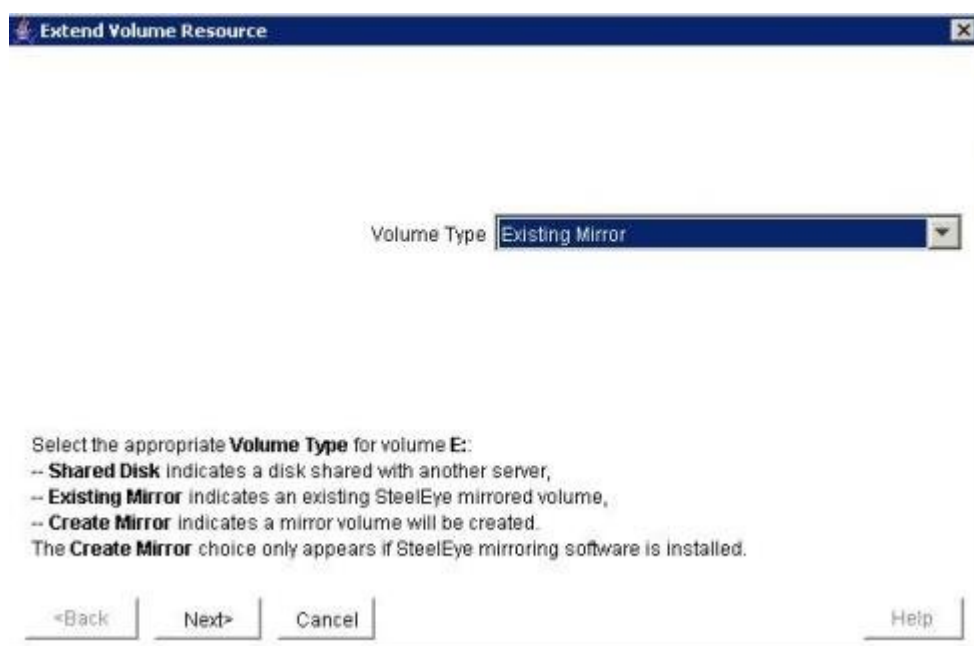 Extend Volume Resource
Volume Type Existing Mirror
Select the appropriate Volume Type for volume E:.
-- Shared Disk indicates a disk shared with another server,
-- Existing Mirror indicates an existing SteelEye mirrored volume,
-- Create Mirror indicates a mirror volume will be created.
The Create Mirror choice only appears if SteelEye mirroring software is installed.
<Back Next> Cancel Help